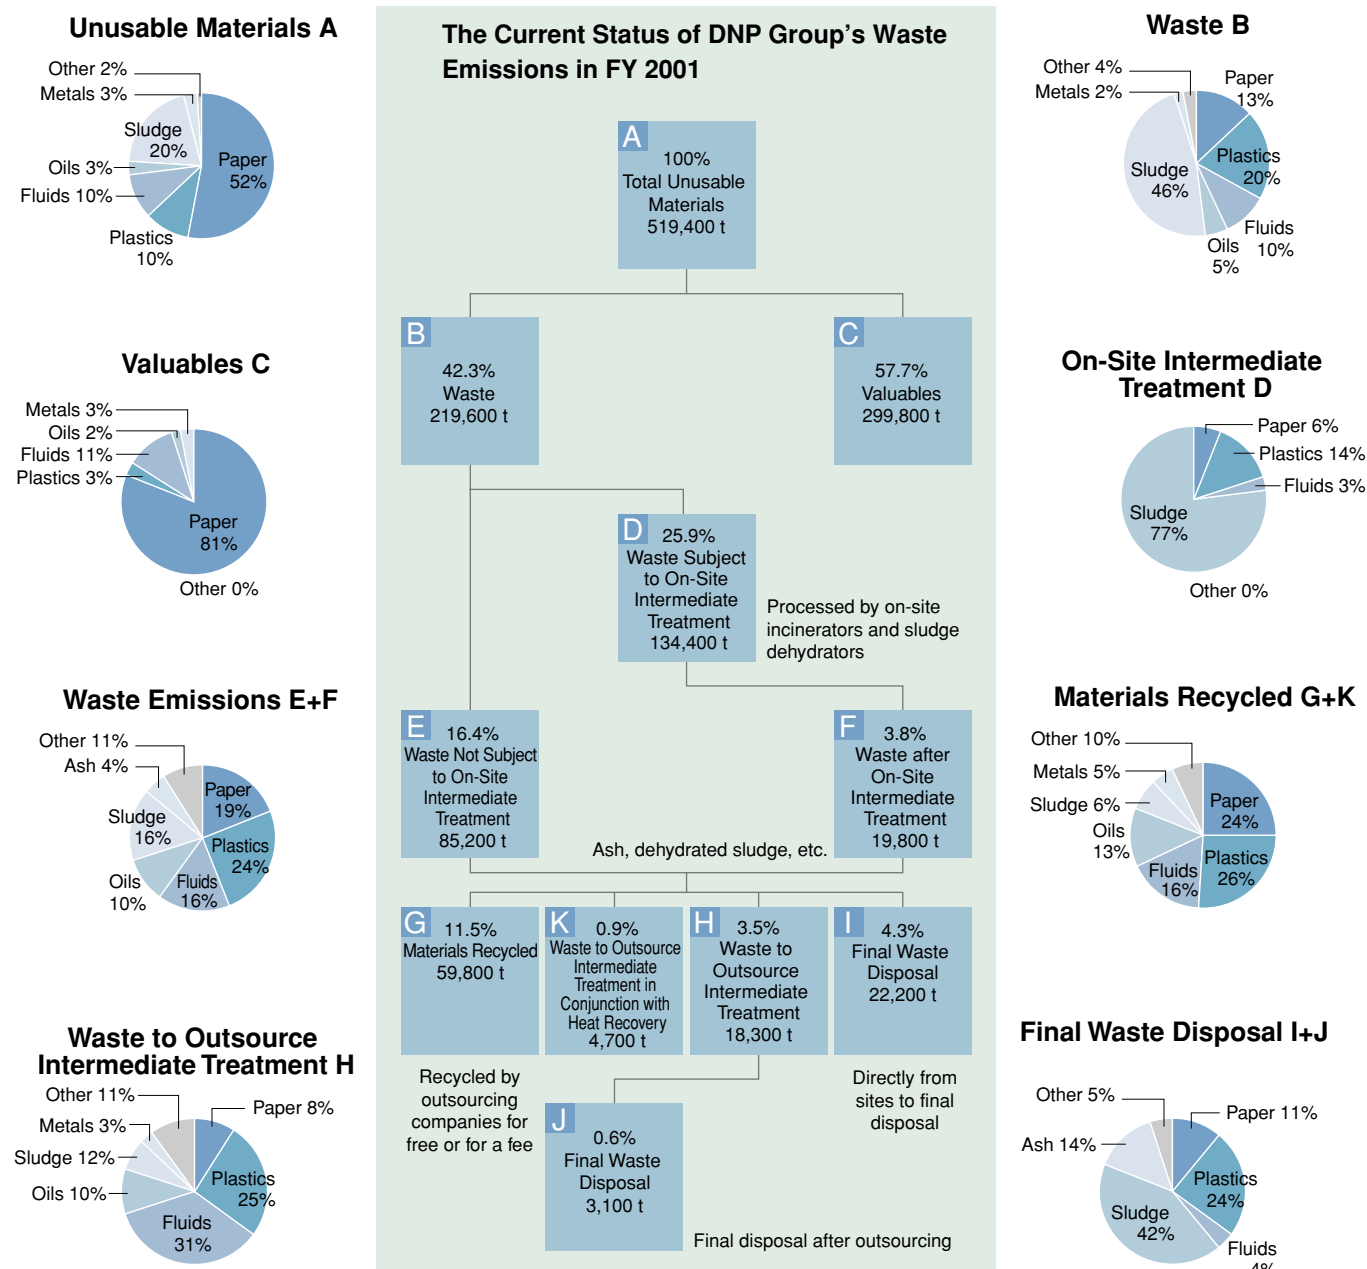 The Current Status of DNP Group's Waste
Emissions in FY 2001
Unusable Materials A
Other 2%
Metals 3%
Sludge
20%
Oils 3%
Fluids 10%
Plastics
10%
Paper
52%
Valuables C
Metals 3%
Oils 2%
Fluids 11%
Plastics 3%
Paper
81%
Other 0%
Waste Emissions E+F
Other 11%
Ash 4%
Sludge
16%
Oils
10%
Fluids
16%
Paper
19%
Plastics
24%
Waste to Outsource
Intermediate Treatment H
Other 11%
Metals 3%
Sludge 12%
Oils 10%
Fluids
31%
Paper 8%
Plastics
25%
A
100%
Total Unusable
Materials
519,400 t
B
42.3%
Waste
219,600 t
C
57.7%
Valuables
299,800 t
D
25.9%
Waste Subject
to On-Site
Intermediate
Treatment
134,400 t
Processed by on-site
incinerators and sludge
dehydrators
E
16.4%
Waste Not Subject
to On-Site
Intermediate
Treatment
85,200 t
F
3.8%
Waste after
On-Site
Intermediate
Treatment
19,800 t
Ash, dehydrated sludge, etc.
G
11.5%
Materials Recycled
59,800 t
K
0.9%
Waste to Outsource
Intermediate
Treatment in
Conjunction with
Heat Recovery
4,700 t
H
3.5%
Waste to
Outsource
Intermediate
Treatment
18,300 t
I
4.3%
Final Waste
Disposal
22,200 t
Recycled by
outsourcing
companies for
free or for a fee
Directly from
sites to final
disposal
J
0.6%
Final Waste
Disposal
3,100 t
Final disposal after outsourcing
Waste B
Other 4%
Metals 2%
Sludge
46%
Paper
13%
Plastics
20%
Fluids
10%
Oils
5%
On-Site Intermediate
Treatment D
Paper 6%
Plastics 14%
Fluids 3%
Sludge
77%
Other 0%
Materials Recycled G+K
Other 10%
Metals 5%
Sludge 6%
Oils
13%
Fluids
16%
Paper
24%
Plastics
26%
Final Waste Disposal I+J
Other 5%
Ash 14%
Sludge
42%
Paper 11%
Plastics
24%
Fluids
4%